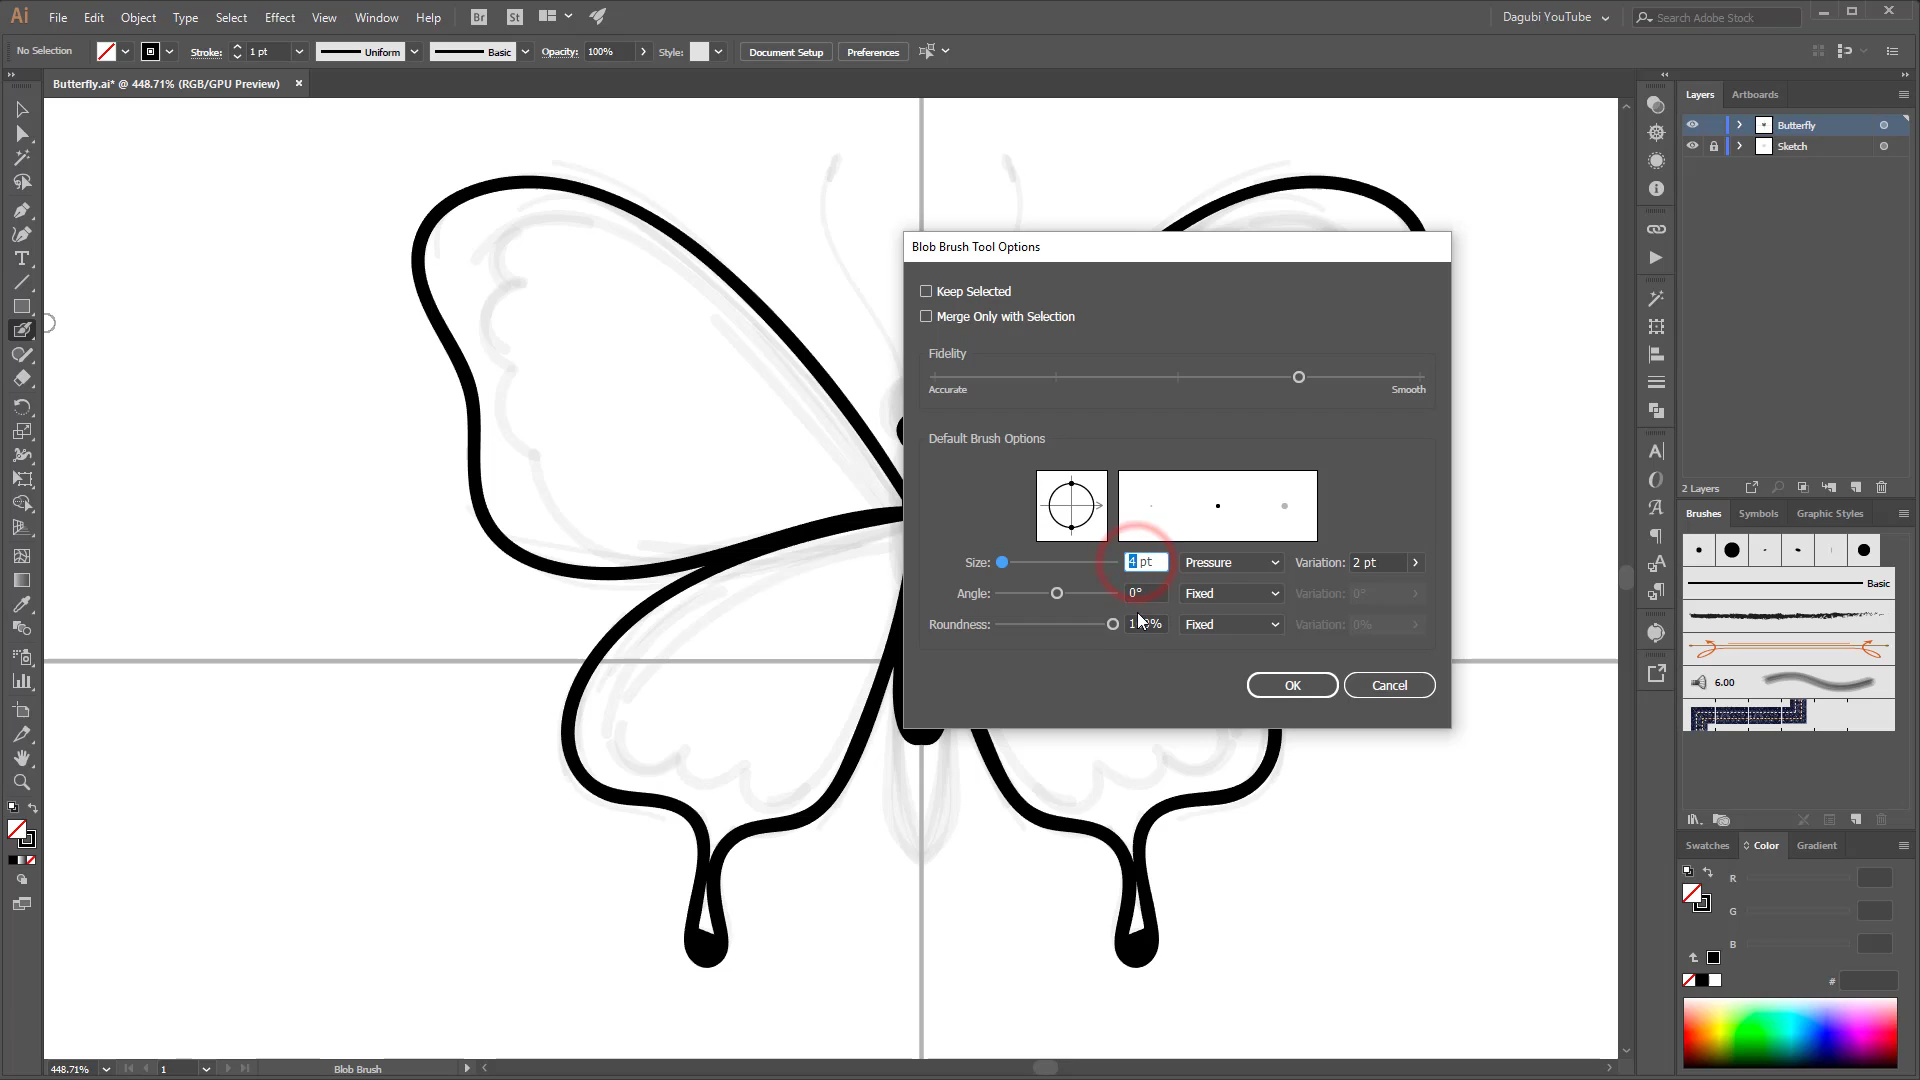 Ai File Edit Object Type Select Effect View Window Help Br St Dagubi YouTube Search Adobe Stock
No Selection Stroke: 1 pt Uniform Basic Opacity: 100% Style: Document Setup Preferences
Butterfly.ai* @ 448.71% (RGB/GPU Preview) ×
Layers Artboards
Butterfly
Sketch
2 Layers
Blob Brush Tool Options
Keep Selected
Merge Only with Selection
Fidelity
Accurate Smooth
Default Brush Options
Size: 4 pt Pressure Variation: 2 pt
Angle: 0° Fixed Variation: 0°
Roundness: Fixed Variation: 0%
OK Cancel
Brushes Symbols Graphic Styles
Basic
6.00
Swatches Color Gradient
R
G
B
#
448.71% 1 Blob Brush